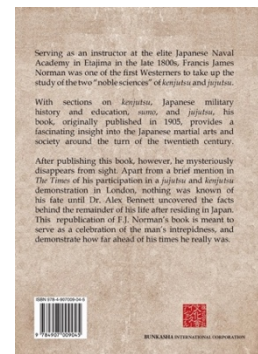 Serving as an instructor at the elite Japanese Naval
Academy in Etajima in the late 1800s, Francis James
Norman was one of the first Westerners to take up the
study of the two "noble sciences" of kenjutsu and jujutsu.
With sections on kenjutsu, Japanese military
history and education, sumo, and jujutsu, his
book, originally published in 1905, provides a
fascinating insight into the Japanese martial arts and
society around the turn of the twentieth century.
After publishing this book, however, he mysteriously
disappears from sight. Apart from a brief mention in
The Times of his participation in a jujutsu and kenjutsu
demonstration in London, nothing was known of
his fate until Dr. Alex Bennett uncovered the facts
behind the remainder of his life after residing in Japan.
This republication of F.J. Norman's book is meant to
serve as a celebration of the man's intrepidness, and
demonstrate how far ahead of his times he really was.
9 784907 009045
BUNKASHA INTERNATIONAL CORPORATION